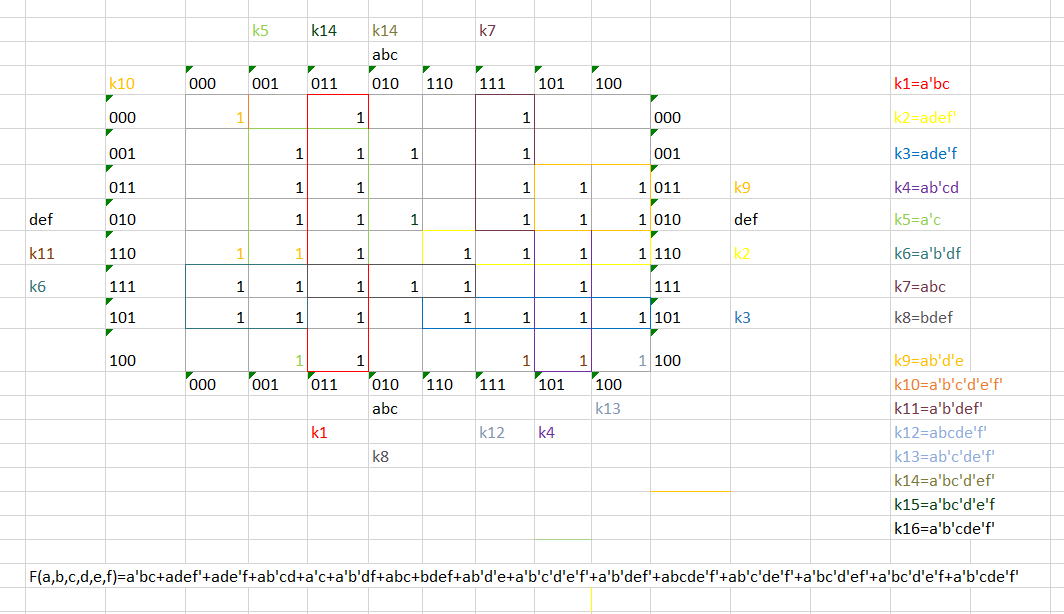 k5 k14 k14 k7
abc
k10 000 001 011 010 110 111 101 100 k1=a'bc
000 1 1 1 000 k2=adef'
001 1 1 1 1 001 k3=ade'f
011 1 1 1 1 1 011 k9 k4=ab'cd
def 010 1 1 1 1 1 1 010 def k5=a'c
k11 110 1 1 1 1 1 1 1 110 k2 k6=a'b'df
k6 111 1 1 1 1 1 1 111 k7=abc
101 1 1 1 1 1 1 1 101 k3 k8=bdef
100 1 1 1 1 1 100 k9=ab'd'e
000 001 011 010 110 111 101 100 k10=a'b'c'd'e'f'
abc k13 k11=a'b'def'
k1 k12 k4 k12=abcde'f'
k8 k13=ab'c'de'f'
k14=a'bc'd'ef'
k15=a'bc'd'e'f
k16=a'b'cde'f'
F(a,b,c,d,e,f)=a'bc+adef'+ade'f+ab'cd+a'c+a'b'df+abc+bdef+ab'd'e+a'b'c'd'e'f'+a'b'def'+abcde'f'+ab'c'de'f'+a'bc'd'ef'+a'bc'd'e'f+a'b'cde'f'